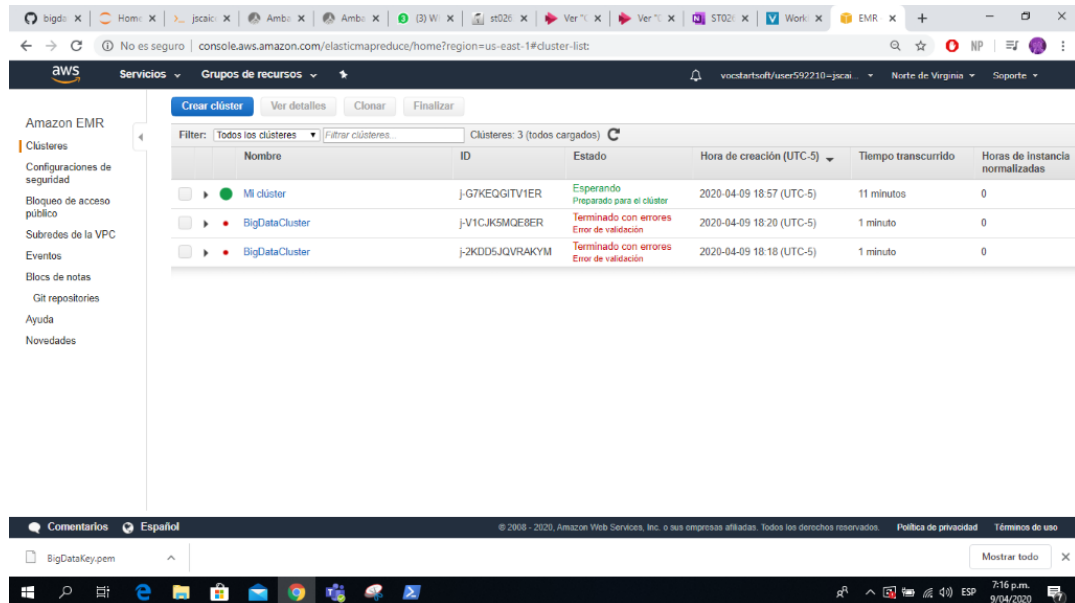 bigda Home jscaic Amba Amba (3) W st026 Ver "C Ver "C ST026 Work EMR
No es seguro | console.aws.amazon.com/elasticmapreduce/home?region=us-east-1#cluster-list: NP
aws Servicios Grupos de recursos vocstartsoft/user592210=jscai... Norte de Virginia Soporte
Crear clúster Ver detalles Clonar Finalizar
Amazon EMR
Clústeres
Configuraciones de
seguridad
Bloqueo de acceso
público
Subredes de la VPC
Eventos
Blocs de notas
Git repositories
Ayuda
Novedades
Filter: Todos los clústeres Filtrar clústeres... Clústeres: 3 (todos cargados)
Nombre ID Estado Hora de creación (UTC-5) Tiempo transcurrido Horas de instancia
normalizadas
Mi clúster j-G7KEQGITV1ER Esperando 2020-04-09 18:57 (UTC-5) 11 minutos 0
Preparado para el clúster
BigDataCluster j-V1CJK5MQE8ER Terminado con errores 2020-04-09 18:20 (UTC-5) 1 minuto 0
Error de validación
BigDataCluster j-2KDD5JQVRAKYM Terminado con errores 2020-04-09 18:18 (UTC-5) 1 minuto 0
Error de validación
Comentarios Español © 2008 - 2020, Amazon Web Services, Inc. o sus empresas afiliadas. Todos los derechos reservados. Política de privacidad Términos de uso
BigDataKey.pem Mostrar todo
ESP 7:16 p.m.
9/04/2020